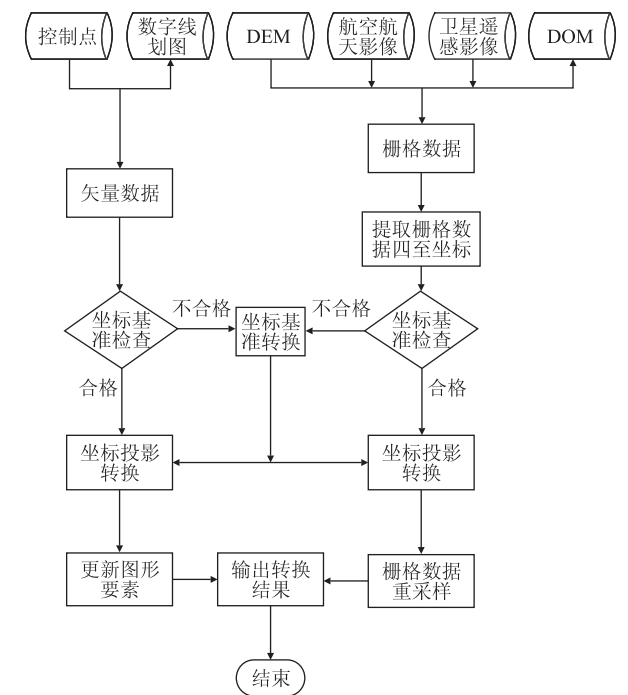 控制点
数字线
划图
DEM
航空航
天影像
卫星遥
感影像
DOM
栅格数据
矢量数据
提取栅格数
据四至坐标
坐标基
准检查
不合格
坐标基
准转换
不合格
坐标基
准检查
合格
合格
坐标投影
转换
坐标投影
转换
更新图形
要素
输出转换
结果
栅格数据
重采样
结束